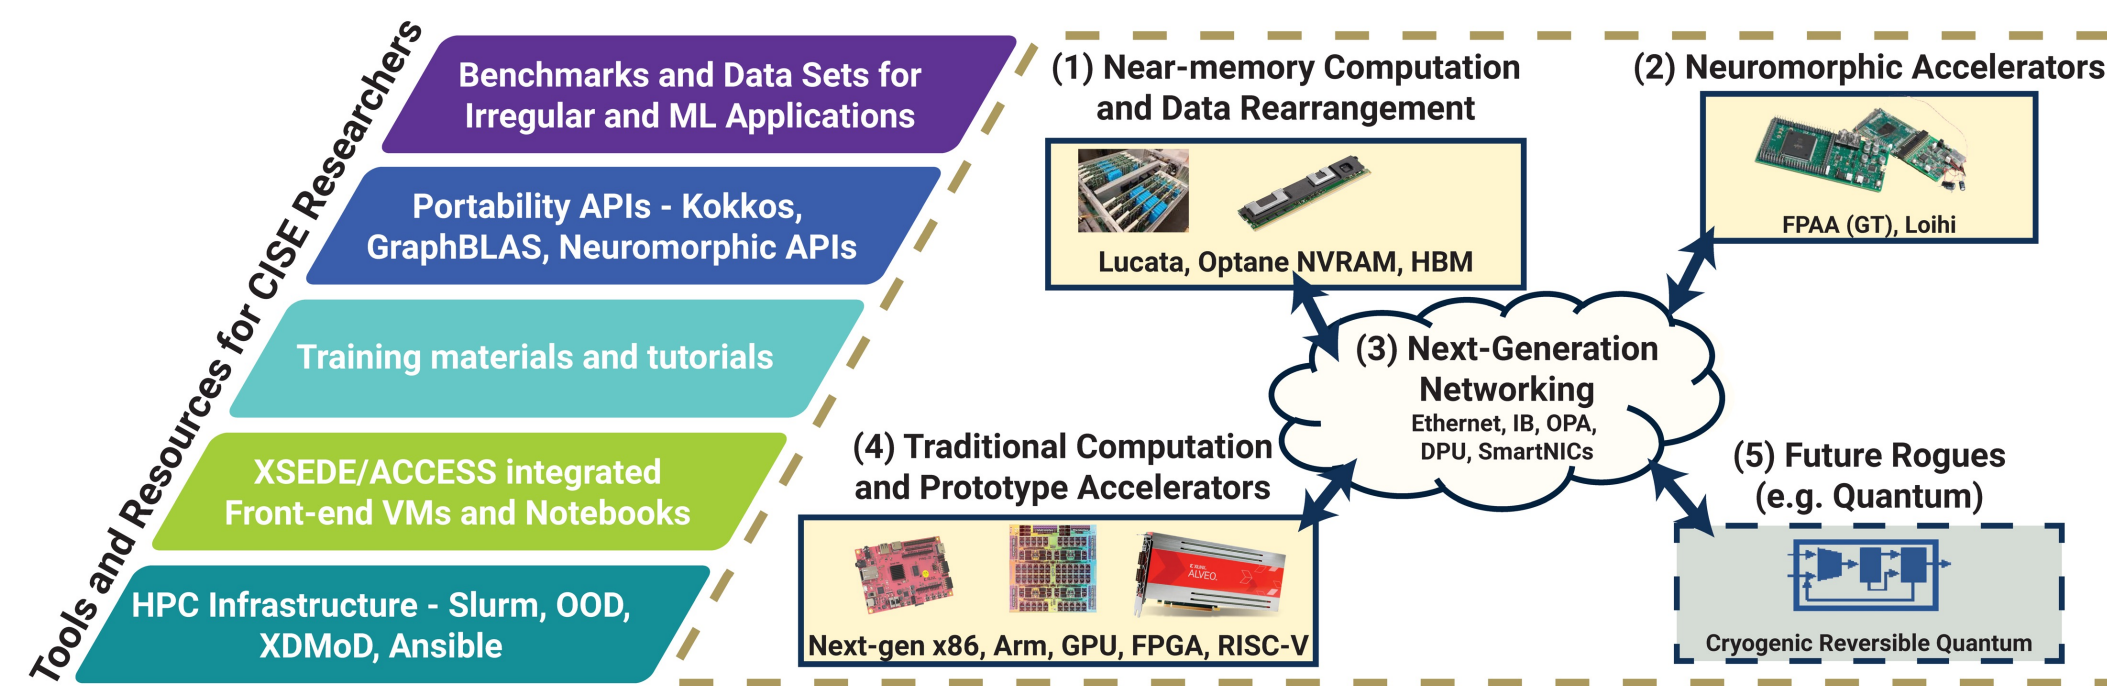 Tools and Resources for CISE Researchers
Benchmarks and Data Sets for
Irregular and ML Applications
Portability APIs - Kokkos,
GraphBLAS, Neuromorphic APIs
Training materials and tutorials
XSEDE/ACCESS integrated
Front-end VMs and Notebooks
HPC Infrastructure - Slurm, OOD,
XDMoD, Ansible
(1) Near-memory Computation
and Data Rearrangement
Lucata, Optane NVRAM, HBM
(2) Neuromorphic Accelerators
FPAA (GT), Loihi
(3) Next-Generation
Networking
Ethernet, IB, OPA,
DPU, SmartNICs
(4) Traditional Computation
and Prototype Accelerators
XILINX
ALVEO.
Next-gen x86, Arm, GPU, FPGA, RISC-V
(5) Future Rogues
(e.g. Quantum)
Cryogenic Reversible Quantum